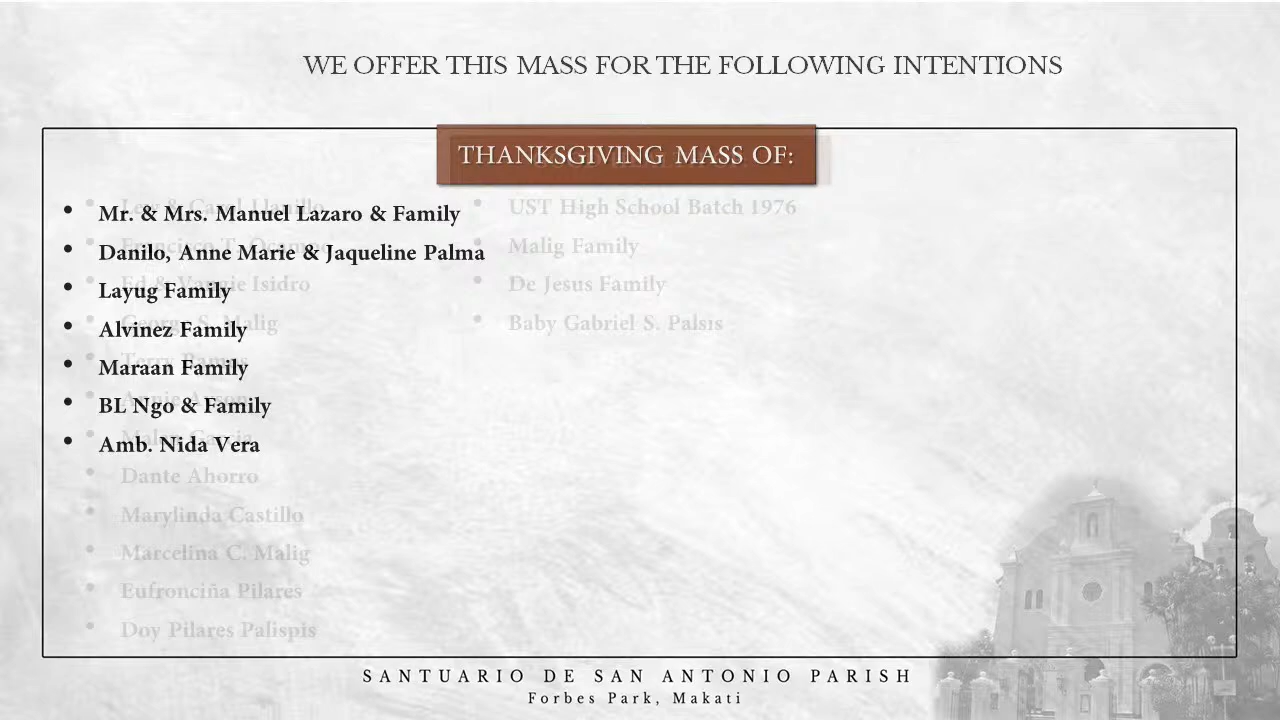 WE OFFER THIS MASS FOR THE FOLLOWING INTENTIONS
THANKSGIVING MASS OF:
• Mr. & Mrs. Manuel Lazaro & Family
• Danilo, Anne Marie & Jaqueline Palma
• Layug Family
• Alvinez Family
• Maraan Family
• BL Ngo & Family
• Amb. Nida Vera
• Dante Ahorro
• Marylinda Castillo
• Marcelina C. Malig
• Eufronciña Pilares
• Doy Pilares Palispis
• UST High School Batch 1976
• Malig Family
• De Jesus Family
• Baby Gabriel S. Palsis
SANTUARIO DE SAN ANTONIO PARISH
Forbes Park, Makati